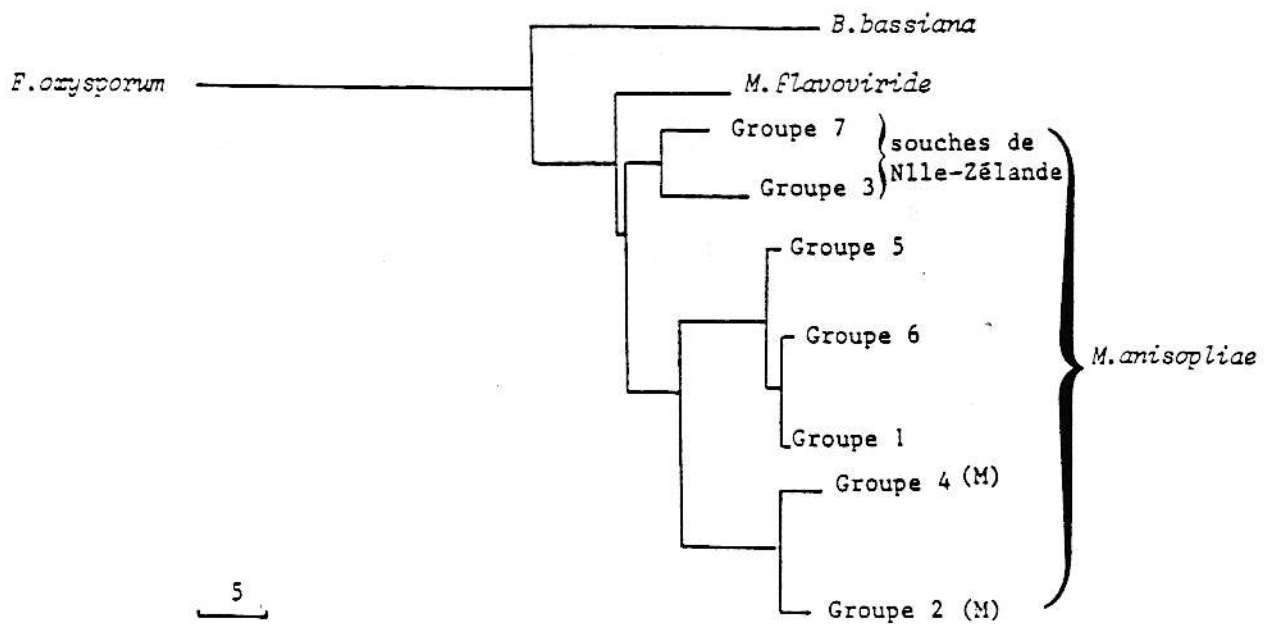 B.bassiana
F.oxysporum
M.flavoviride
Groupe 7
souches de
Nlle-Zélande
Groupe 3
Groupe 5
Groupe 6
M.anisopliae
Groupe 1
Groupe 4 (M)
5
Groupe 2 (M)